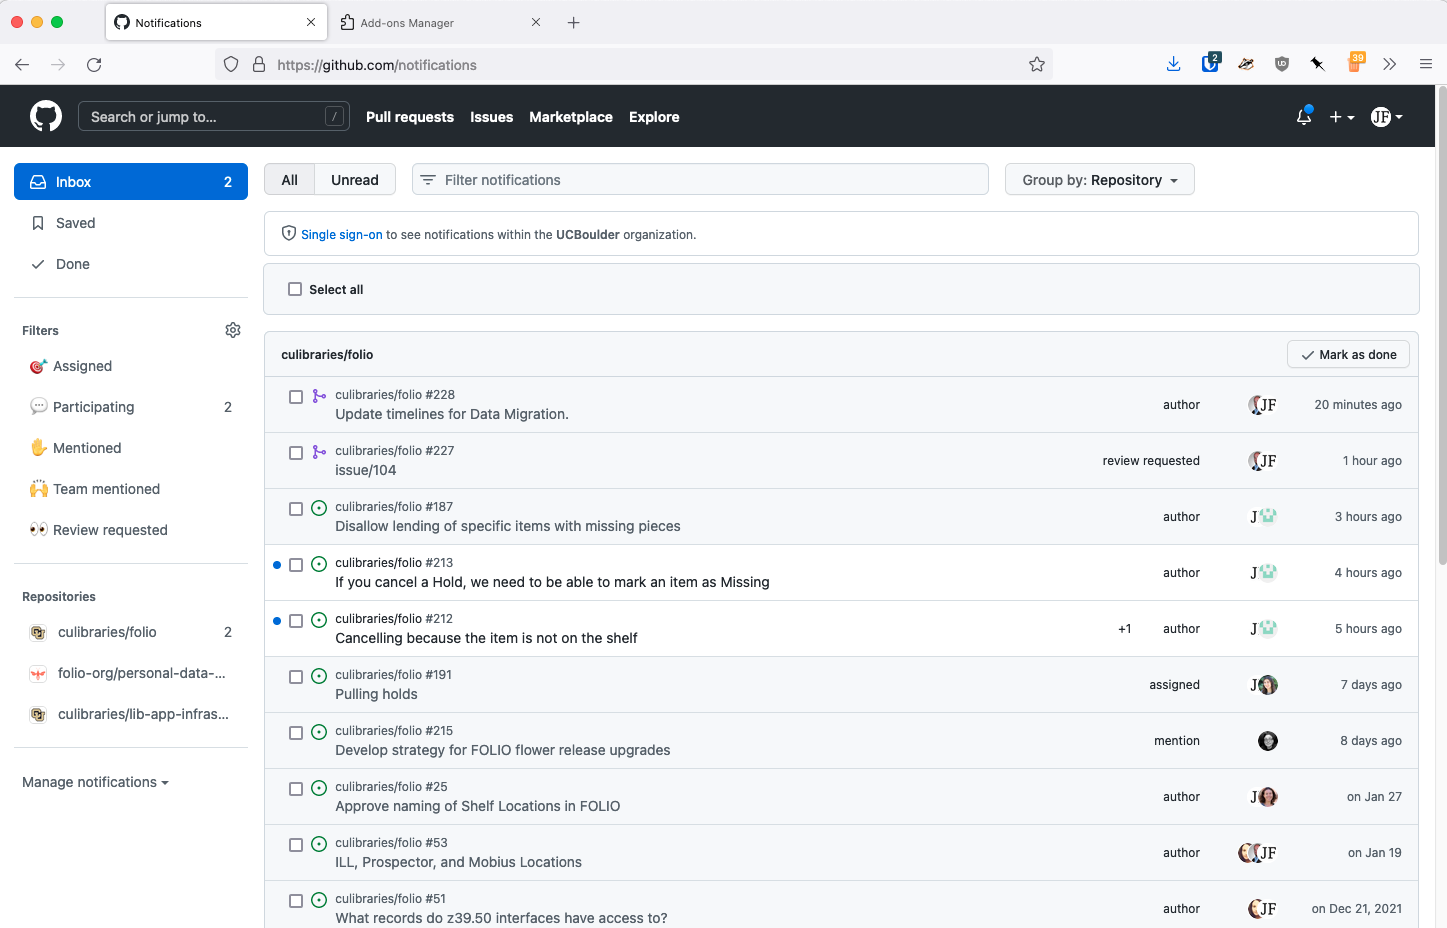 Notifications
Add-ons Manager
https://github.com/notifications
2
39
Search or jump to...
/
Pull requests
Issues
Marketplace
Explore
JF
Inbox
2
Saved
Done
Filters
Assigned
Participating
2
Mentioned
Team mentioned
Review requested
Repositories
culibraries/folio
2
folio-org/personal-data-...
culibraries/lib-app-infras...
Manage notifications
All
Unread
Filter notifications
Group by: Repository
Single sign-on to see notifications within the UCBoulder organization.
Select all
culibraries/folio
Mark as done
culibraries/folio #228
Update timelines for Data Migration.
author
JF
20 minutes ago
culibraries/folio #227
issue/104
review requested
JF
1 hour ago
culibraries/folio #187
Disallow lending of specific items with missing pieces
author
J
3 hours ago
culibraries/folio #213
If you cancel a Hold, we need to be able to mark an item as Missing
author
J
4 hours ago
culibraries/folio #212
Cancelling because the item is not on the shelf
+1
author
J
5 hours ago
culibraries/folio #191
Pulling holds
assigned
J
7 days ago
culibraries/folio #215
Develop strategy for FOLIO flower release upgrades
mention
8 days ago
culibraries/folio #25
Approve naming of Shelf Locations in FOLIO
author
J
on Jan 27
culibraries/folio #53
ILL, Prospector, and Mobius Locations
author
JF
on Jan 19
culibraries/folio #51
What records do z39.50 interfaces have access to?
author
JF
on Dec 21, 2021